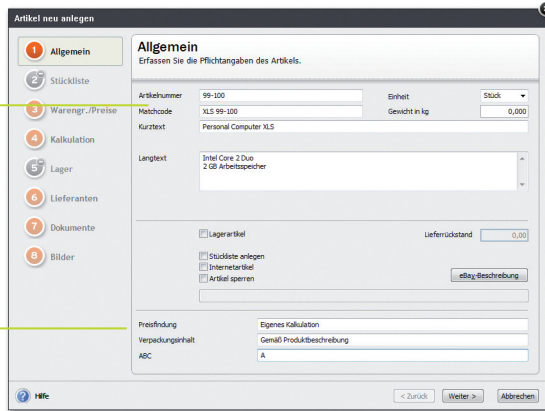 Artikel neu anlegen
1 Allgemein
2 Stückliste
3 Warengr./Preise
4 Kalkulation
5 Lager
6 Lieferanten
7 Dokumente
8 Bilder
Allgemein
Erfassen Sie die Pflichtangaben des Artikels.
Artikelnummer 99-100 Einheit Stück
Matchcode XLS 99-100 Gewicht in kg 0,000
Kurztext Personal Computer XLS
Langtext Intel Core 2 Duo
2 GB Arbeitsspeicher
Lagerartikel Lieferrückstand 0,00
Stückliste anlegen
Internetartikel
Artikel sperren eBay-Beschreibung
Preisfindung Eigenes Kalkulation
Verpackungsinhalt Gemäß Produktbeschreibung
ABC A
? Hilfe < Zurück Weiter > Abbrechen